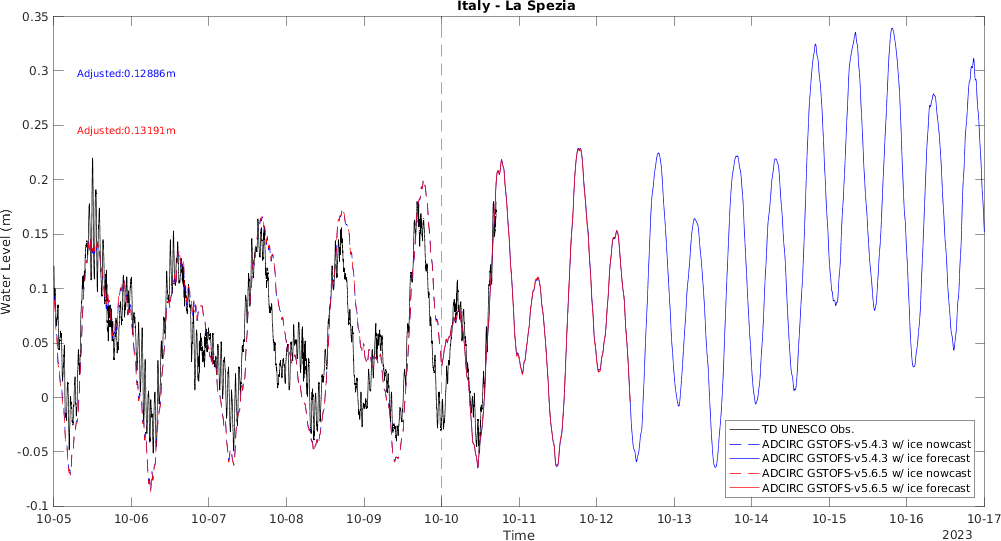 Italy - La Spezia
0.35
0.3
0.25
0.2
0.15
0.1
0.05
0
-0.05
-0.1
Water Level (m)
Adjusted:0.12886m
Adjusted:0.13191m
TD UNESCO Obs.
ADCIRC GSTOFS-v5.4.3 w/ ice nowcast
ADCIRC GSTOFS-v5.4.3 w/ ice forecast
ADCIRC GSTOFS-v5.6.5 w/ ice nowcast
ADCIRC GSTOFS-v5.6.5 w/ ice forecast
10-05 10-06 10-07 10-08 10-09 10-10 10-11 10-12 10-13 10-14 10-15 10-16 10-17
Time
2023